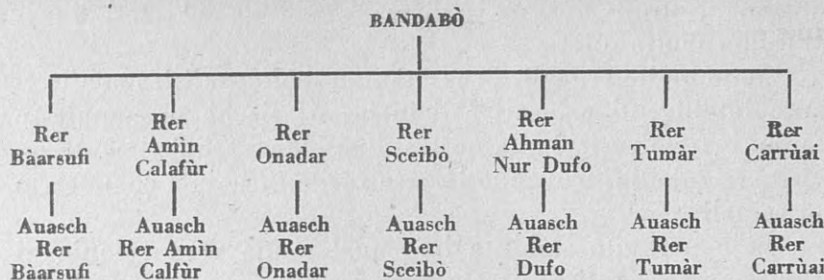 BANDABÒ
Rer
Bàarsufi
Rer
Amìn
Calafùr
Rer
Onadar
Rer
Sceibò
Rer
Ahman
Nur Dufo
Rer
Tumàr
Rer
Carrùai
Auasch
Rer
Bàarsufi
Auasch
Rer Amìn
Calfùr
Auasch
Rer
Onadar
Auasch
Rer
Sceibò
Auasch
Rer
Dufo
Auasch
Rer
Tumàr
Auasch
Rer
Carrùai